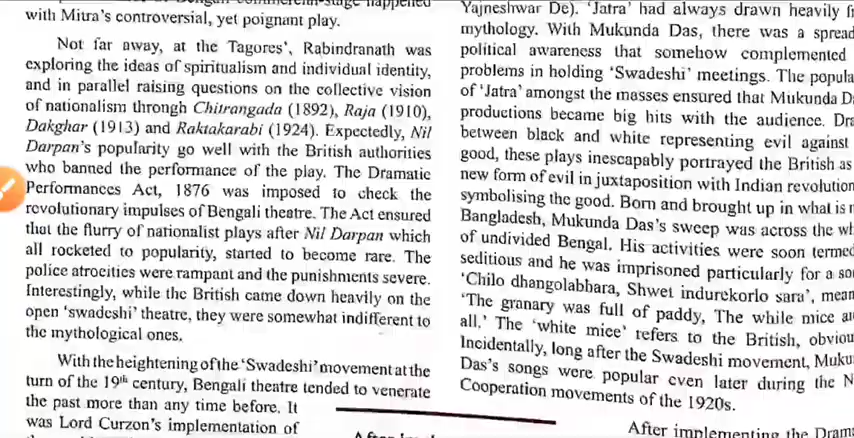 with Mitra's controversial, yet poignant play.
Not far away, at the Tagores', Rabindranath was
exploring the ideas of spiritualism and individual identity,
and in parallel raising questions on the collective vision
of nationalism through Chitrangada (1892), Raja (1910),
Dakghar (1913) and Raktakarabi (1924). Expectedly, Nil
Darpan's popularity go well with the British authorities
who banned the performance of the play. The Dramatic
Performances Act, 1876 was imposed to check the
revolutionary impulses of Bengali theatre. The Act ensured
that the flurry of nationalist plays after Nil Darpan which
all rocketed to popularity, started to become rare. The
police atrocities were rampant and the punishments severe.
Interestingly, while the British came down heavily on the
open 'swadeshi' theatre, they were somewhat indifferent to
the mythological ones.
With the heightening of the 'Swadeshi' movement at the
turn of the 19th century, Bengali theatre tended to venerate
the past more than any time before. It
was Lord Curzon's implementation of
Yajneshwar De). 'Jatra' had always drawn heavily
mythology. With Mukunda Das, there was a spread
political awareness that somehow complemented
problems in holding 'Swadeshi' meetings. The
of 'Jatra' amongst the masses ensured that Mukunda
productions became big hits with the audience.
between black and white representing evil against
good, these plays inescapably portrayed the British as
new form of evil in juxtaposition with Indian
symbolising the good. Born and brought up in what is
Bangladesh, Mukunda Das's sweep was across the
of undivided Bengal. His activities were soon termed
seditious and he was imprisoned particularly for a
'Chilo dhangolabhara, Shwet indurekorlo sara',
'The granary was full of paddy, The while mice
all.' The 'white mice' refers to the British,
Incidentally, long after the Swadeshi movement,
Das's songs were popular even later during the
Cooperation movements of the 1920s.
After implementing the